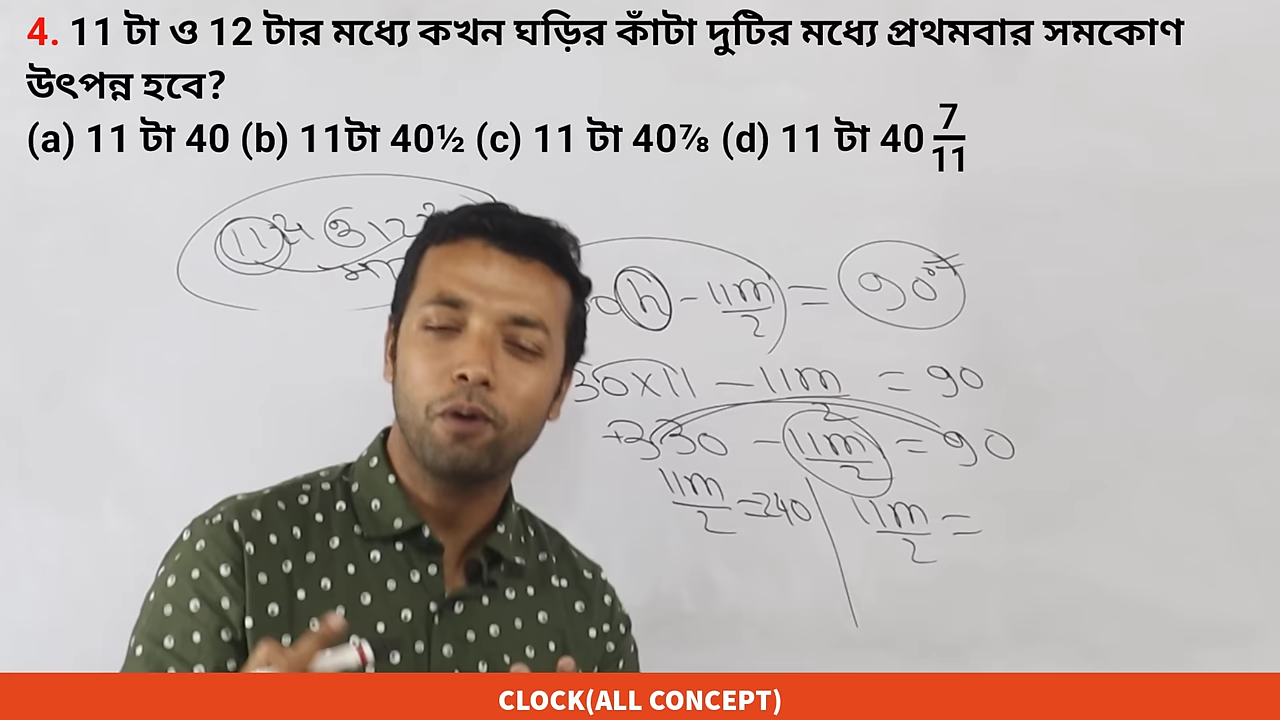 4. 11 টা ও 12 টার মধ্যে কখন ঘড়ির কাঁটা দুটির মধ্যে প্রথমবার সমকোণ
উৎপন্ন হবে?
(a) 11 টা 40 (b) 11টা 40½ (c) 11 টা 40⅞ (d) 11 টা 40 7/11
11 টা ও 12
h - 11m/2 = 90°
30×11 - 11m/2 = 90
330 - 11m/2 = 90
11m/2 = 240 11m/2 =
CLOCK(ALL CONCEPT)